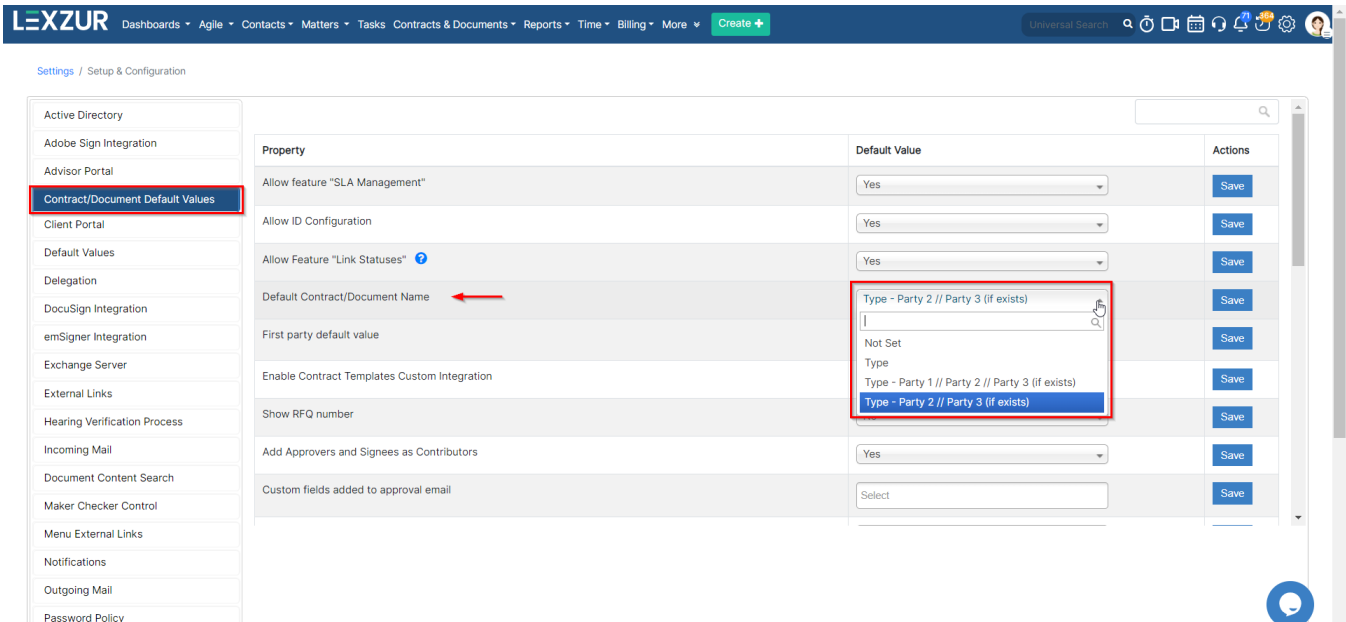 LEXZUR Dashboards Agile Contacts Matters Tasks Contracts & Documents Reports Time Billing More Create + Universal Search 71 364
Settings / Setup & Configuration
Active Directory
Adobe Sign Integration
Advisor Portal
Contract/Document Default Values
Client Portal
Default Values
Delegation
DocuSign Integration
emSigner Integration
Exchange Server
External Links
Hearing Verification Process
Incoming Mail
Document Content Search
Maker Checker Control
Menu External Links
Notifications
Outgoing Mail
Password Policy
Property Default Value Actions
Allow feature "SLA Management" Yes Save
Allow ID Configuration Yes Save
Allow Feature "Link Statuses" ? Yes Save
Default Contract/Document Name Type - Party 2 // Party 3 (if exists) Save
Not Set
Type
Type - Party 1 // Party 2 // Party 3 (if exists)
Type - Party 2 // Party 3 (if exists)
First party default value Save
Enable Contract Templates Custom Integration Save
Show RFQ number Save
Add Approvers and Signees as Contributors Yes Save
Custom fields added to approval email Select Save